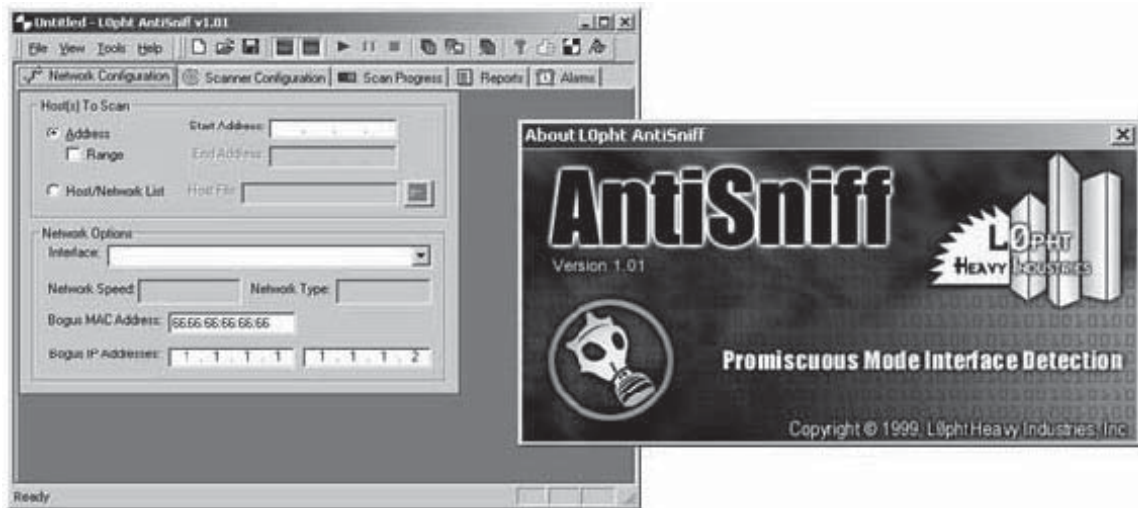 Untitled - L0pht AntiSniff v1.01
File View Tools Help
Network Configuration Scanner Configuration Scan Progress Reports Alarms
Host(s) To Scan
Address
Start Address:
Range
End Address:
Host/Network List
Host File:
Network Options
Interface:
Network Speed:
Network Type:
Bogus MAC Address: 66:66:66:66:66:66
Bogus IP Addresses: 1 . 1 . 1 . 1 1 . 1 . 1 . 2
Ready
About L0pht AntiSniff
AntiSniff
Version 1.01
L0PHT
HEAVY INDUSTRIES
Promiscuous Mode Interface Detection
Copyright © 1999, L0pht Heavy Industries, Inc.